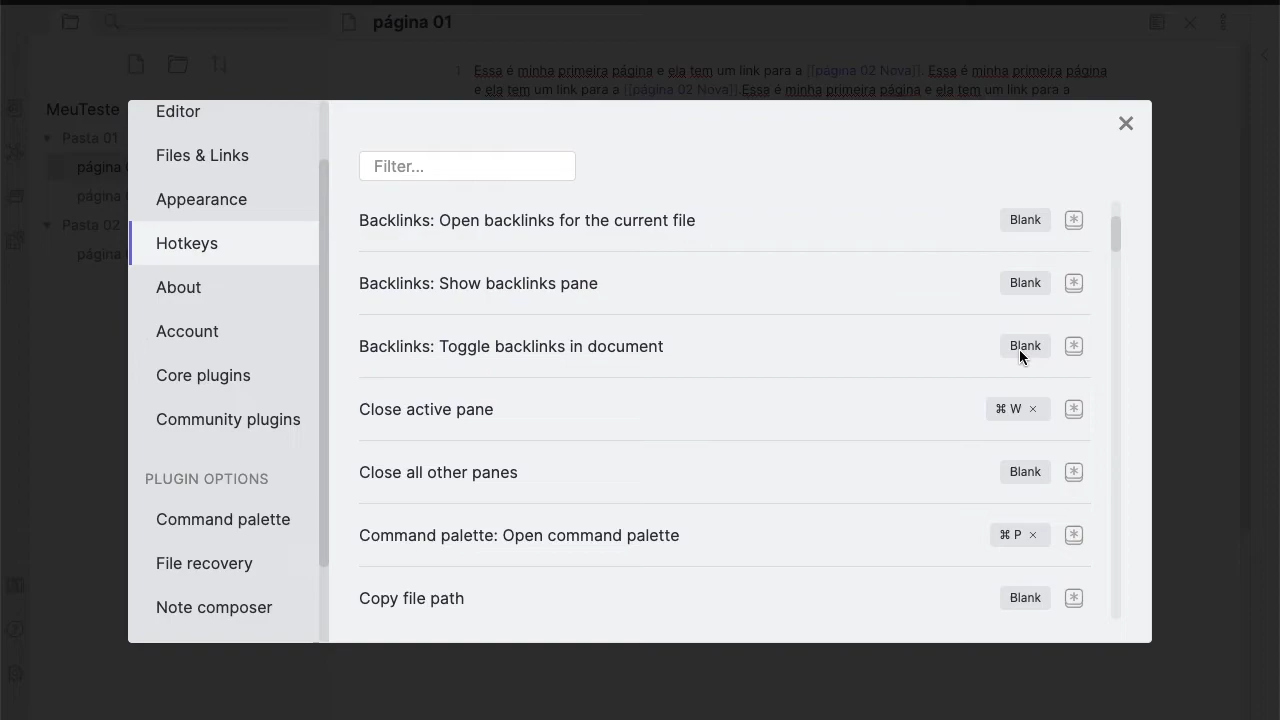 página 01
1 Essa é minha primeira página e ela tem um link para a [[página 02 Nova]]. Essa é minha primeira página
e ela tem um link para a [[página 02 Nova]].Essa é minha primeira página e ela tem um link para a
MeuTeste
Pasta 01
página
página
Pasta 02
página
Editor
Files & Links
Appearance
Hotkeys
About
Account
Core plugins
Community plugins
PLUGIN OPTIONS
Command palette
File recovery
Note composer
Filter...
Backlinks: Open backlinks for the current file Blank
Backlinks: Show backlinks pane Blank
Backlinks: Toggle backlinks in document Blank
Close active pane ⌘ W ×
Close all other panes Blank
Command palette: Open command palette ⌘ P ×
Copy file path Blank